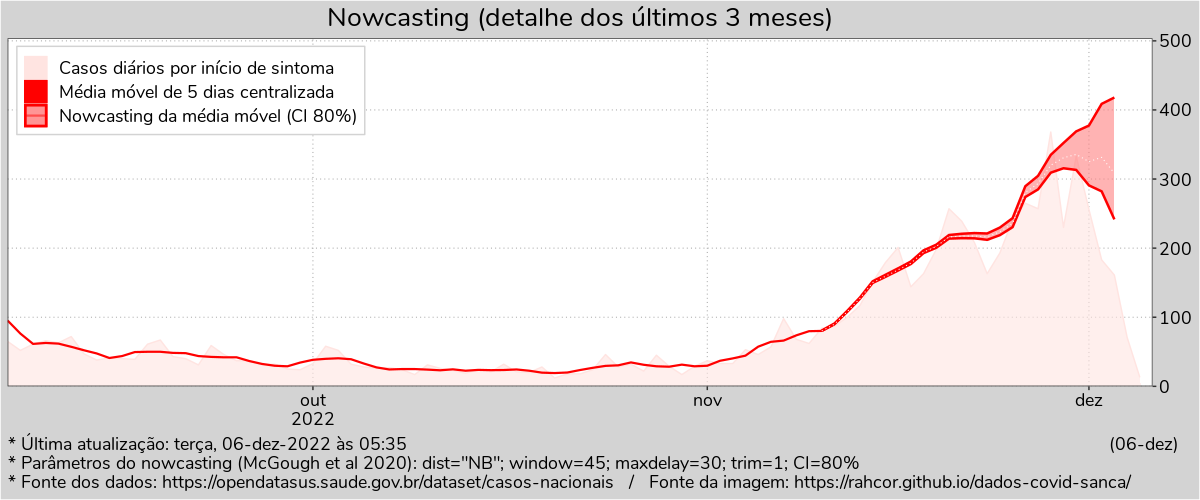 Nowcasting (detalhe dos últimos 3 meses)
Casos diários por início de sintoma
Média móvel de 5 dias centralizada
Nowcasting da média móvel (CI 80%)
500
400
300
200
100
0
out
2022
nov
dez
* Última atualização: terça, 06-dez-2022 às 05:35
(06-dez)
* Parâmetros do nowcasting (McGough et al 2020): dist="NB"; window=45; maxdelay=30; trim=1; CI=80%
* Fonte dos dados: https://opendatasus.saude.gov.br/dataset/casos-nacionais / Fonte da imagem: https://rahcor.github.io/dados-covid-sanca/